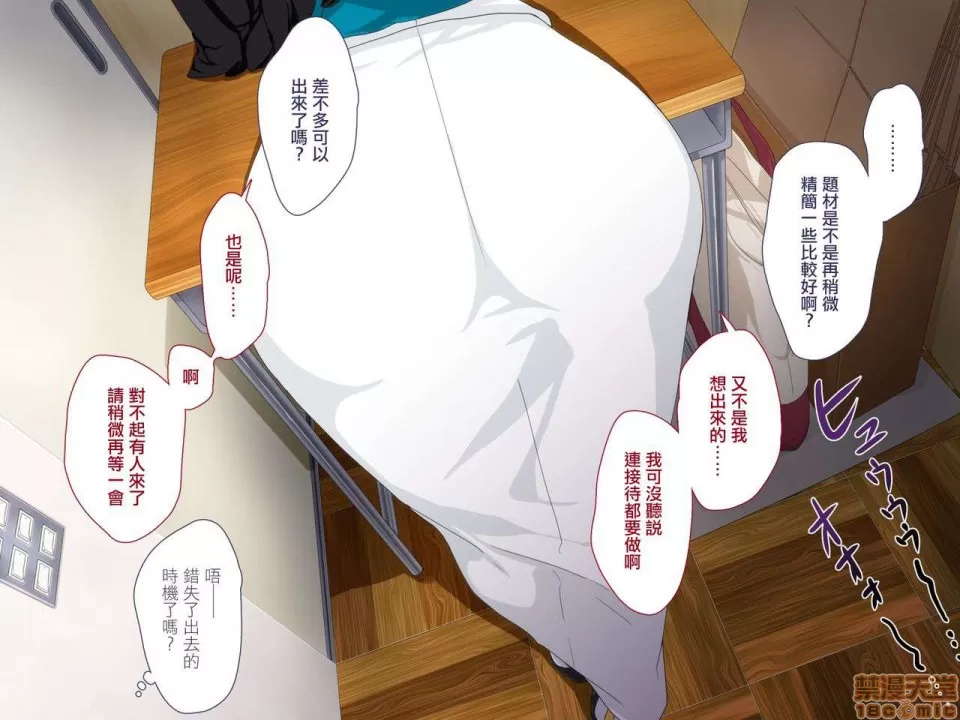 ………
題材是不是再稍微
精簡一些比較好啊？
又不是我
想出來的……
我可沒聽說
連接待都要做啊
差不多可以
出來了嗎？
也是呢……
啊
對不起有人來了
請稍微再等一會
唔——
錯失了出去的
時機了嗎？
ヒュウウゥ
オオォォ〜〜
禁漫天堂
18COMIC